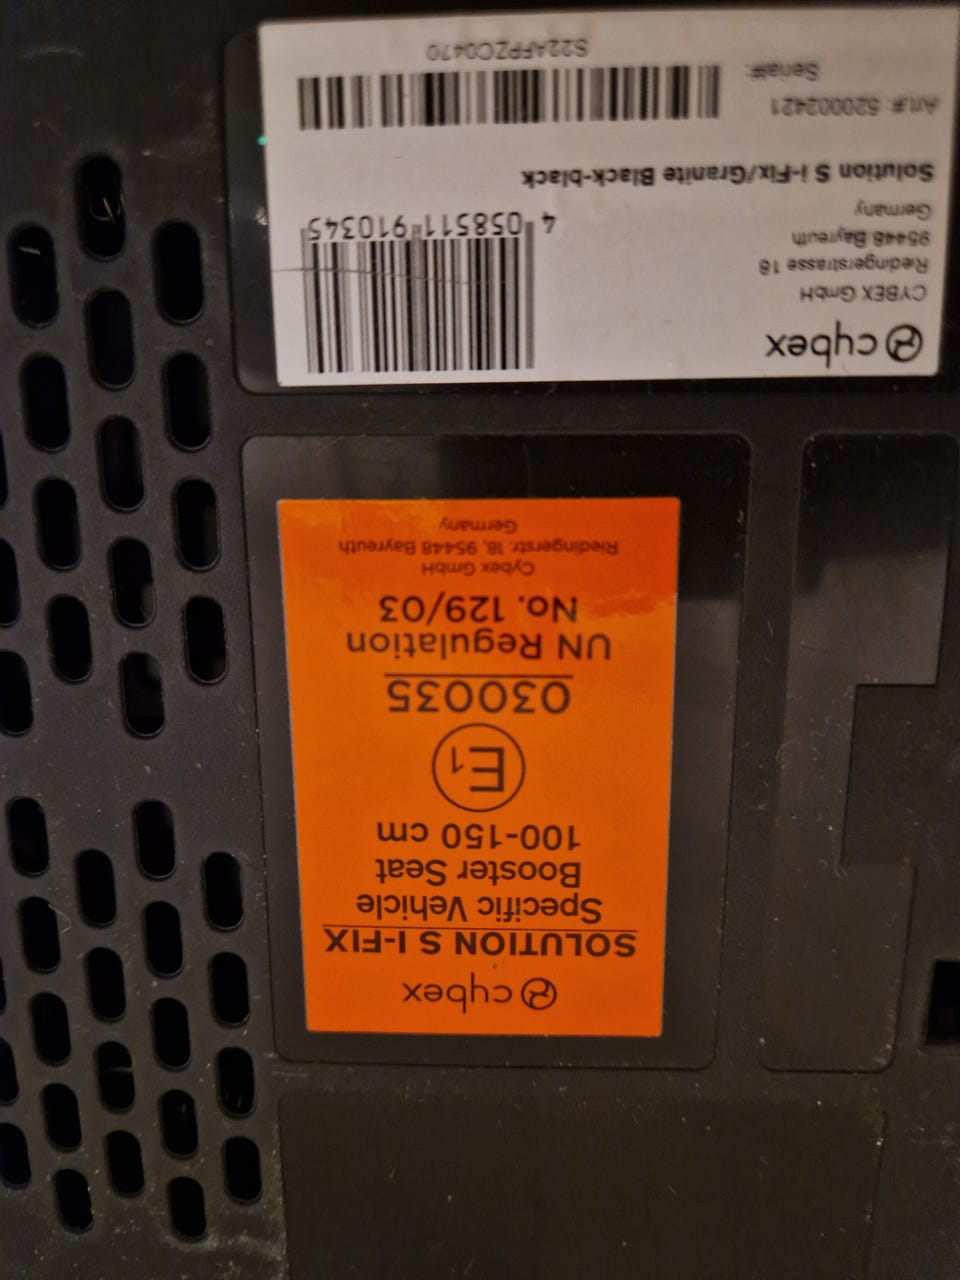 cybex
SOLUTION S I-FIX
Specific Vehicle
Booster Seat
100-150 cm
E1
030035
UN Regulation
No. 129/03
Cybex GmbH
Riedingerstr. 18, 95448 Bayreuth
Germany
cybex
CYBEX GmbH
Riedingerstrasse 18
95448 Bayreuth
Germany
4 058511 910345
Solution S i-Fix/Granite Black-black
Art.#: 520002421
Serial#:
S22AFPZC0470